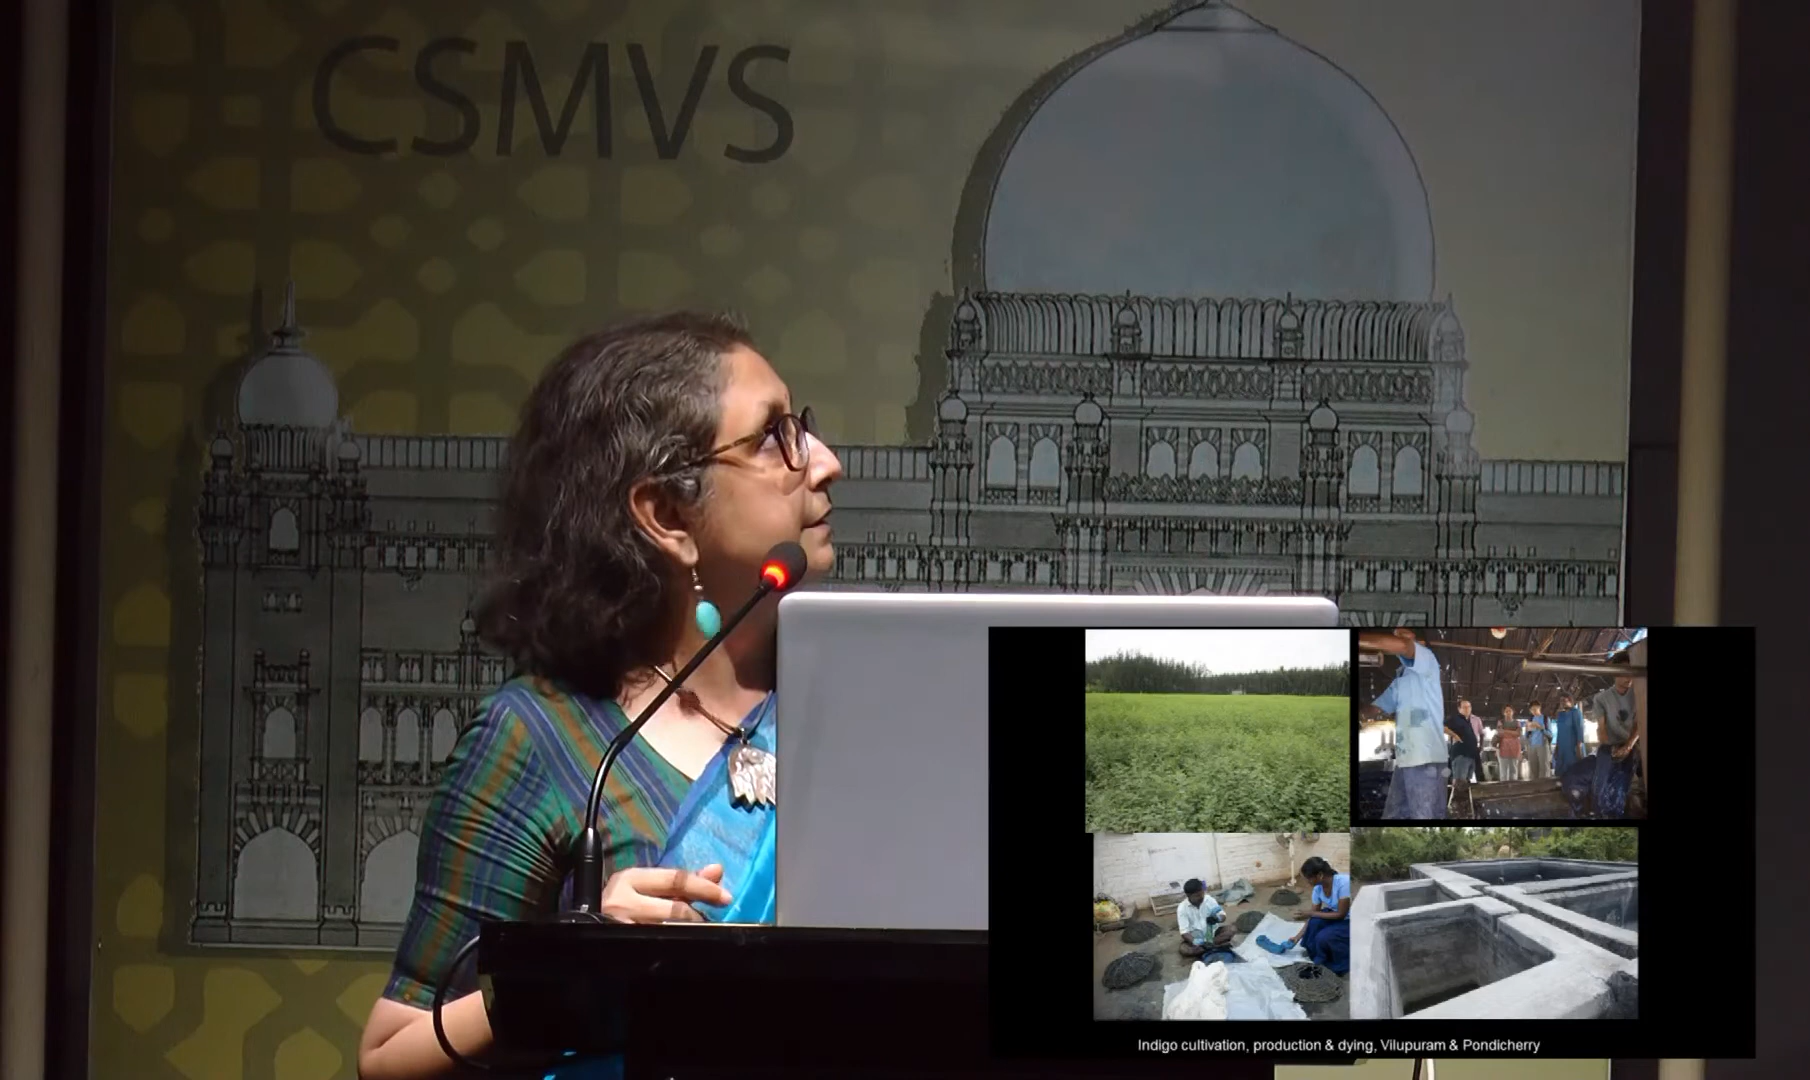 CSMVS
Indigo cultivation, production & dying, Vilupuram & Pondicherry